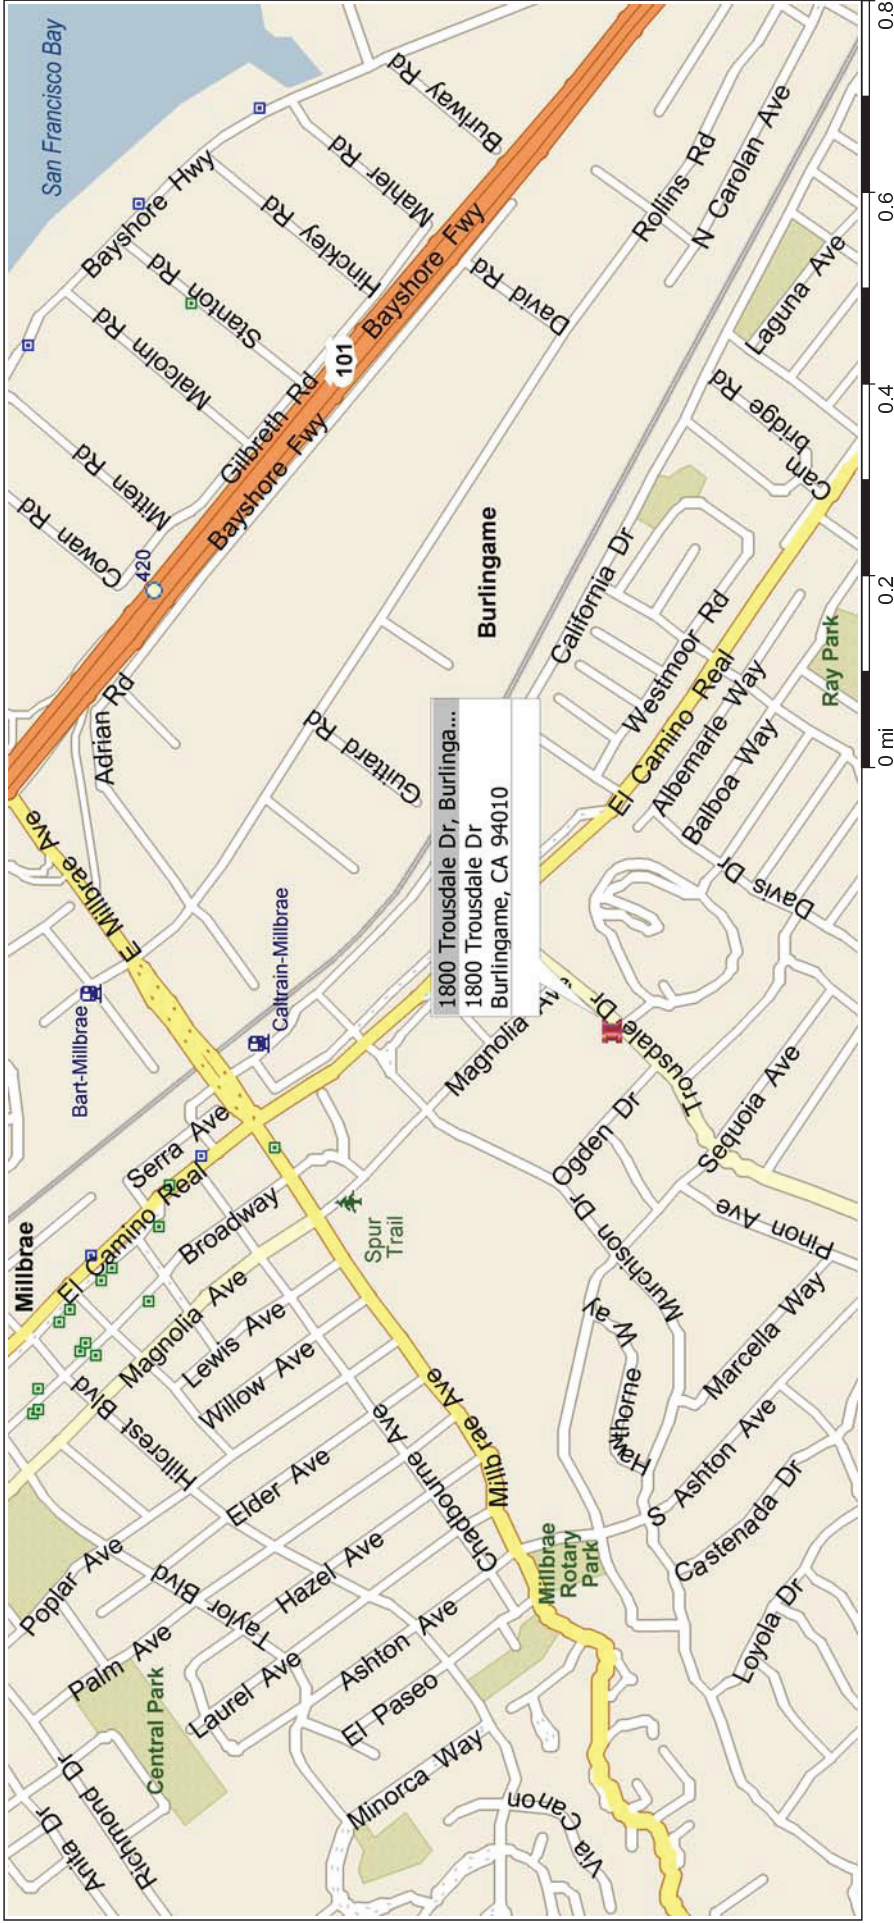 San Francisco Bay
Bayshore Hwy
Burlway Rd
Mahler Rd
Hinckley Rd
Stanton Rd
Malcolm Rd
Mitten Rd
Cowan Rd
Gilbreth Rd
Bayshore Fwy
Bayshore Fwy
101
420
David Rd
Rollins Rd
N Carolan Ave
Laguna Ave
Cambridge Rd
California Dr
Burlingame
Westmoor Rd
El Camino Real
Albemarle Way
Balboa Way
Ray Park
Davis Dr
Adrian Rd
Guittard Rd
E Millbrae Ave
Bart-Millbrae
Caltrain-Millbrae
1800 Trousdale Dr, Burlinga...
1800 Trousdale Dr
Burlingame, CA 94010
Magnolia Ave
Trousdale Dr
Trousdale
Ogden Dr
Sequoia Ave
Pinon Ave
Murchison Dr
Marcella Way
Hawthorne Way
S Ashton Ave
Castenada Dr
Loyola Dr
Millbrae
Serra Ave
El Camino Real
Broadway
Spur
Trail
Magnolia Ave
Lewis Ave
Willow Ave
Hillcrest Blvd
Elder Ave
Chadbourne Ave
Millbrae Ave
Millbrae
Rotary
Park
Poplar Ave
Taylor Blvd
Hazel Ave
Palm Ave
Laurel Ave
Ashton Ave
El Paseo
Central Park
Minorca Way
Via Canon
Richmond Dr
Anita Dr
0 mi
0.2
0.4
0.6
0.8